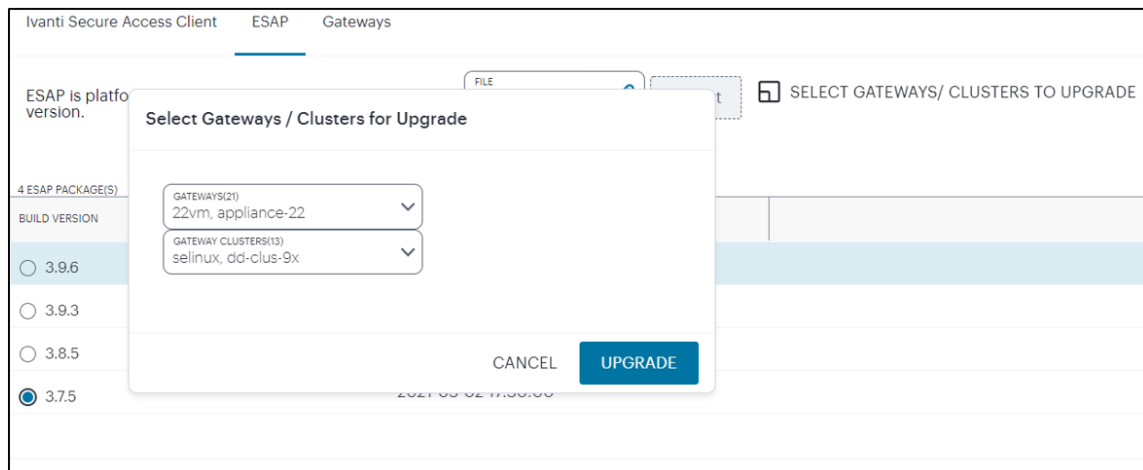 Ivanti Secure Access Client ESAP Gateways
FILE
ESAP is platfo
version.
SELECT GATEWAYS/ CLUSTERS TO UPGRADE
Select Gateways / Clusters for Upgrade
4 ESAP PACKAGE(S)
BUILD VERSION
GATEWAYS(21)
22vm, appliance-22
GATEWAY CLUSTERS(13)
selinux, dd-clus-9x
3.9.6
3.9.3
3.8.5
CANCEL UPGRADE
3.7.5